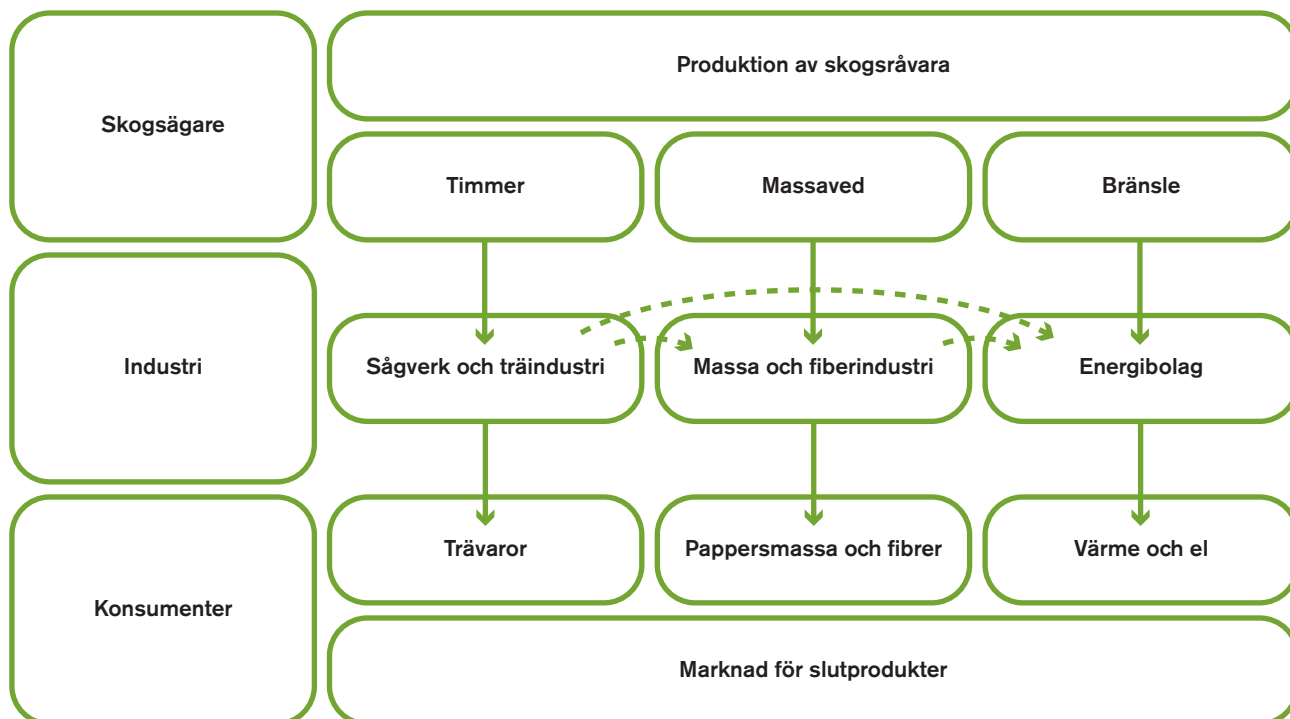 Skogsägare
Produktion av skogsråvara
Timmer
Massaved
Bränsle
Industri
Sågverk och träindustri
Massa och fiberindustri
Energibolag
Konsumenter
Trävaror
Pappersmassa och fibrer
Värme och el
Marknad för slutprodukter